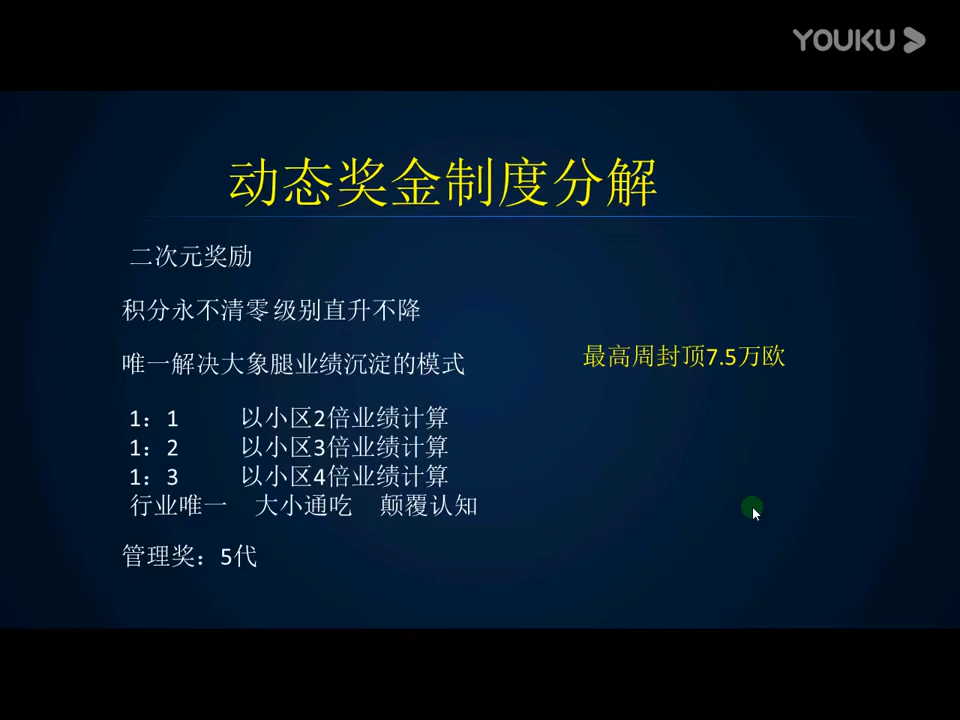 YOUKU
动态奖金制度分解
二次元奖励
积分永不清零 级别直升不降
唯一解决大象腿业绩沉淀的模式
最高周封顶7.5万欧
1：1 以小区2倍业绩计算
1：2 以小区3倍业绩计算
1：3 以小区4倍业绩计算
行业唯一 大小通吃 颠覆认知
管理奖：5代